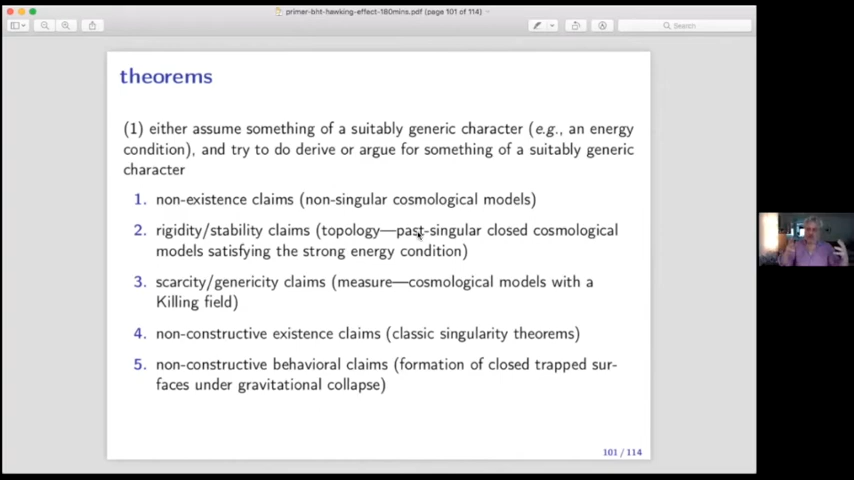 primer-bht-hawking-effect-180mins.pdf (page 101 of 114)
Search
theorems
(1) either assume something of a suitably generic character (e.g., an energy
condition), and try to do derive or argue for something of a suitably generic
character
1. non-existence claims (non-singular cosmological models)
2. rigidity/stability claims (topology—past-singular closed cosmological
models satisfying the strong energy condition)
3. scarcity/genericity claims (measure—cosmological models with a
Killing field)
4. non-constructive existence claims (classic singularity theorems)
5. non-constructive behavioral claims (formation of closed trapped sur-
faces under gravitational collapse)
101 / 114